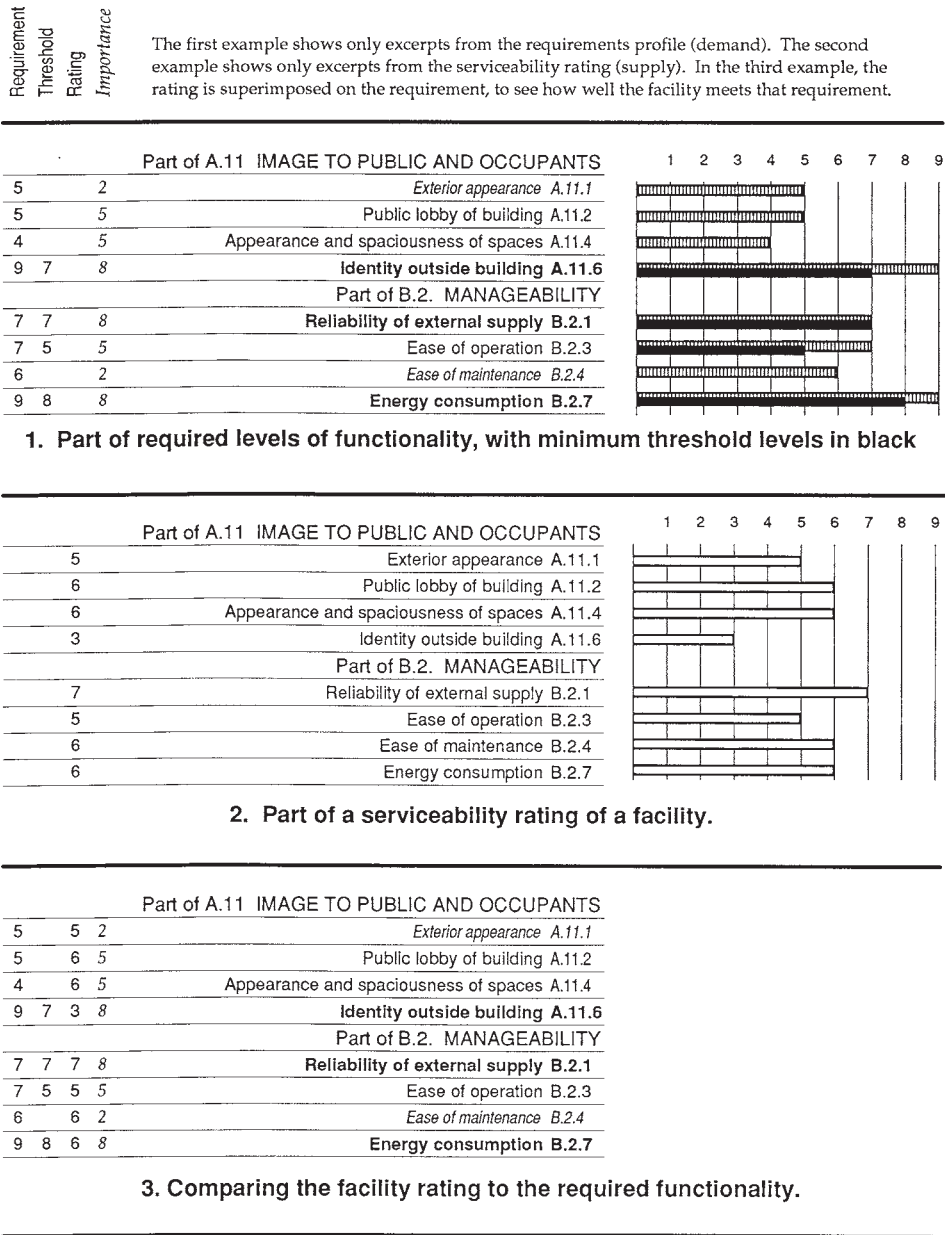 Requirement
Threshold
Rating
Importance
The first example shows only excerpts from the requirements profile (demand). The second
example shows only excerpts from the serviceability rating (supply). In the third example, the
rating is superimposed on the requirement, to see how well the facility meets that requirement.
Part of A.11 IMAGE TO PUBLIC AND OCCUPANTS 1 2 3 4 5 6 7 8 9
5 2 Exterior appearance A.11.1
5 5 Public lobby of building A.11.2
4 5 Appearance and spaciousness of spaces A.11.4
9 7 8 Identity outside building A.11.6
Part of B.2. MANAGEABILITY
7 7 8 Reliability of external supply B.2.1
7 5 5 Ease of operation B.2.3
6 2 Ease of maintenance B.2.4
9 8 8 Energy consumption B.2.7
1. Part of required levels of functionality, with minimum threshold levels in black
Part of A.11 IMAGE TO PUBLIC AND OCCUPANTS 1 2 3 4 5 6 7 8 9
5 Exterior appearance A.11.1
6 Public lobby of building A.11.2
6 Appearance and spaciousness of spaces A.11.4
3 Identity outside building A.11.6
Part of B.2. MANAGEABILITY
7 Reliability of external supply B.2.1
5 Ease of operation B.2.3
6 Ease of maintenance B.2.4
6 Energy consumption B.2.7
2. Part of a serviceability rating of a facility.
Part of A.11 IMAGE TO PUBLIC AND OCCUPANTS
5 5 2 Exterior appearance A.11.1
5 6 5 Public lobby of building A.11.2
4 6 5 Appearance and spaciousness of spaces A.11.4
9 7 3 8 Identity outside building A.11.6
Part of B.2. MANAGEABILITY
7 7 7 8 Reliability of external supply B.2.1
7 5 5 5 Ease of operation B.2.3
6 6 2 Ease of maintenance B.2.4
9 8 6 8 Energy consumption B.2.7
3. Comparing the facility rating to the required functionality.